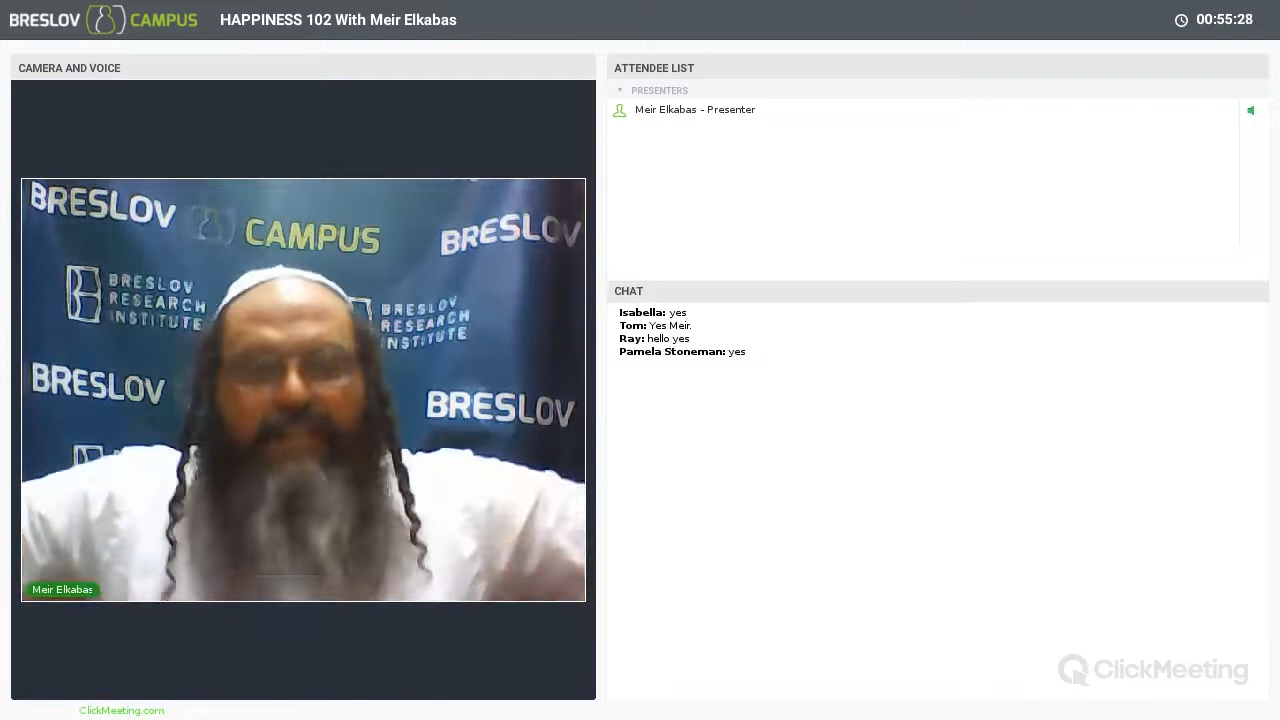 BRESLOV CAMPUS
HAPPINESS 102 With Meir Elkabas
00:55:28
CAMERA AND VOICE
BRESLOV CAMPUS
BRESLOV
BRESLOV
RESEARCH
INSTITUTE
BRESLOV
RESEARCH
INSTITUTE
BRESLOV
BRESLOV
Meir Elkabas
ATTENDEE LIST
PRESENTERS
Meir Elkabas - Presenter
CHAT
Isabella: yes
Tom: Yes Meir.
Ray: hello yes
Pamela Stoneman: yes
ClickMeeting
ClickMeeting.com